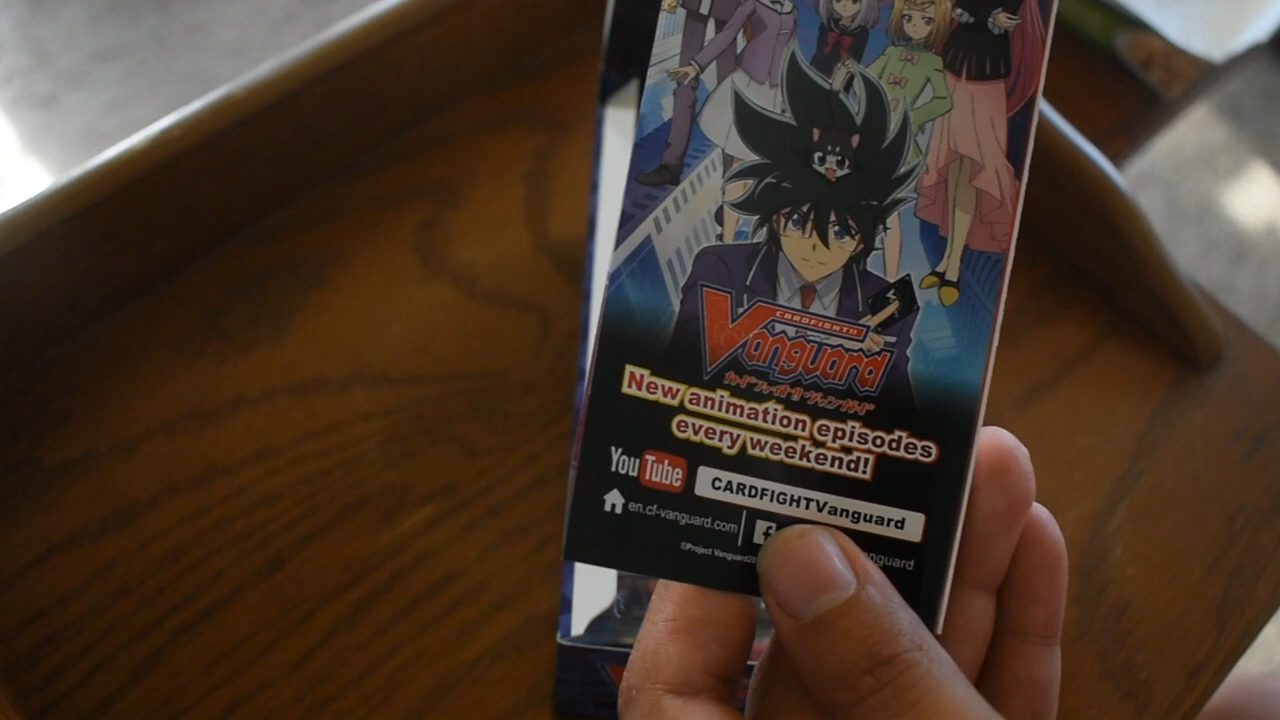 CARDFIGHT!!
Vanguard
カードファイト!! ヴァンガード
New animation episodes
every weekend!
YouTube CARDFIGHTVanguard
en.cf-vanguard.com
©Project Vanguard20